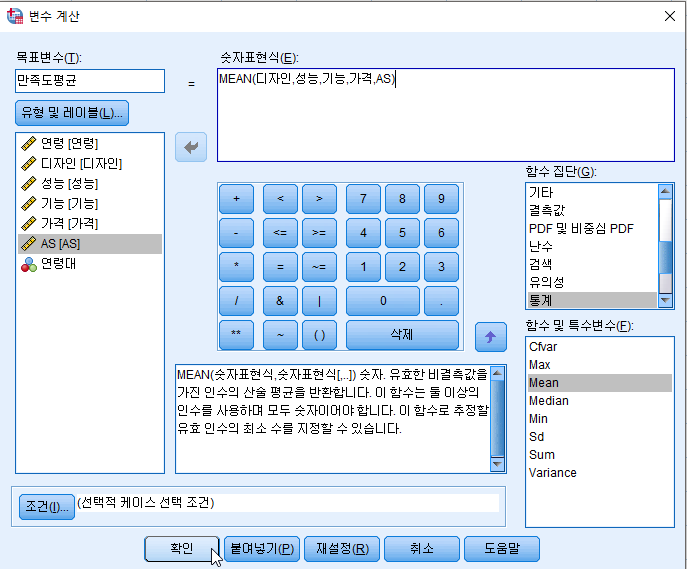 변수 계산
목표변수(T):
만족도평균
=
숫자표현식(E):
MEAN(디자인,성능,기능,가격,AS)
유형 및 레이블(L)...
연령 [연령]
디자인 [디자인]
성능 [성능]
기능 [기능]
가격 [가격]
AS [AS]
연령대
+ < > 7 8 9
- <= >= 4 5 6
* = ~= 1 2 3
/ & | 0 .
** ~ ( ) 삭제
함수 집단(G):
기타
결측값
PDF 및 비중심 PDF
난수
검색
유의성
통계
함수 및 특수변수(F):
Cfvar
Max
Mean
Median
Min
Sd
Sum
Variance
MEAN(숫자표현식,숫자표현식[,..]) 숫자. 유효한 비결측값을
가진 인수의 산술 평균을 반환합니다. 이 함수는 둘 이상의
인수를 사용하며 모두 숫자이어야 합니다. 이 함수로 추정할
유효 인수의 최소 수를 지정할 수 있습니다.
조건(I)... (선택적 케이스 선택 조건)
확인 붙여넣기(P) 재설정(R) 취소 도움말